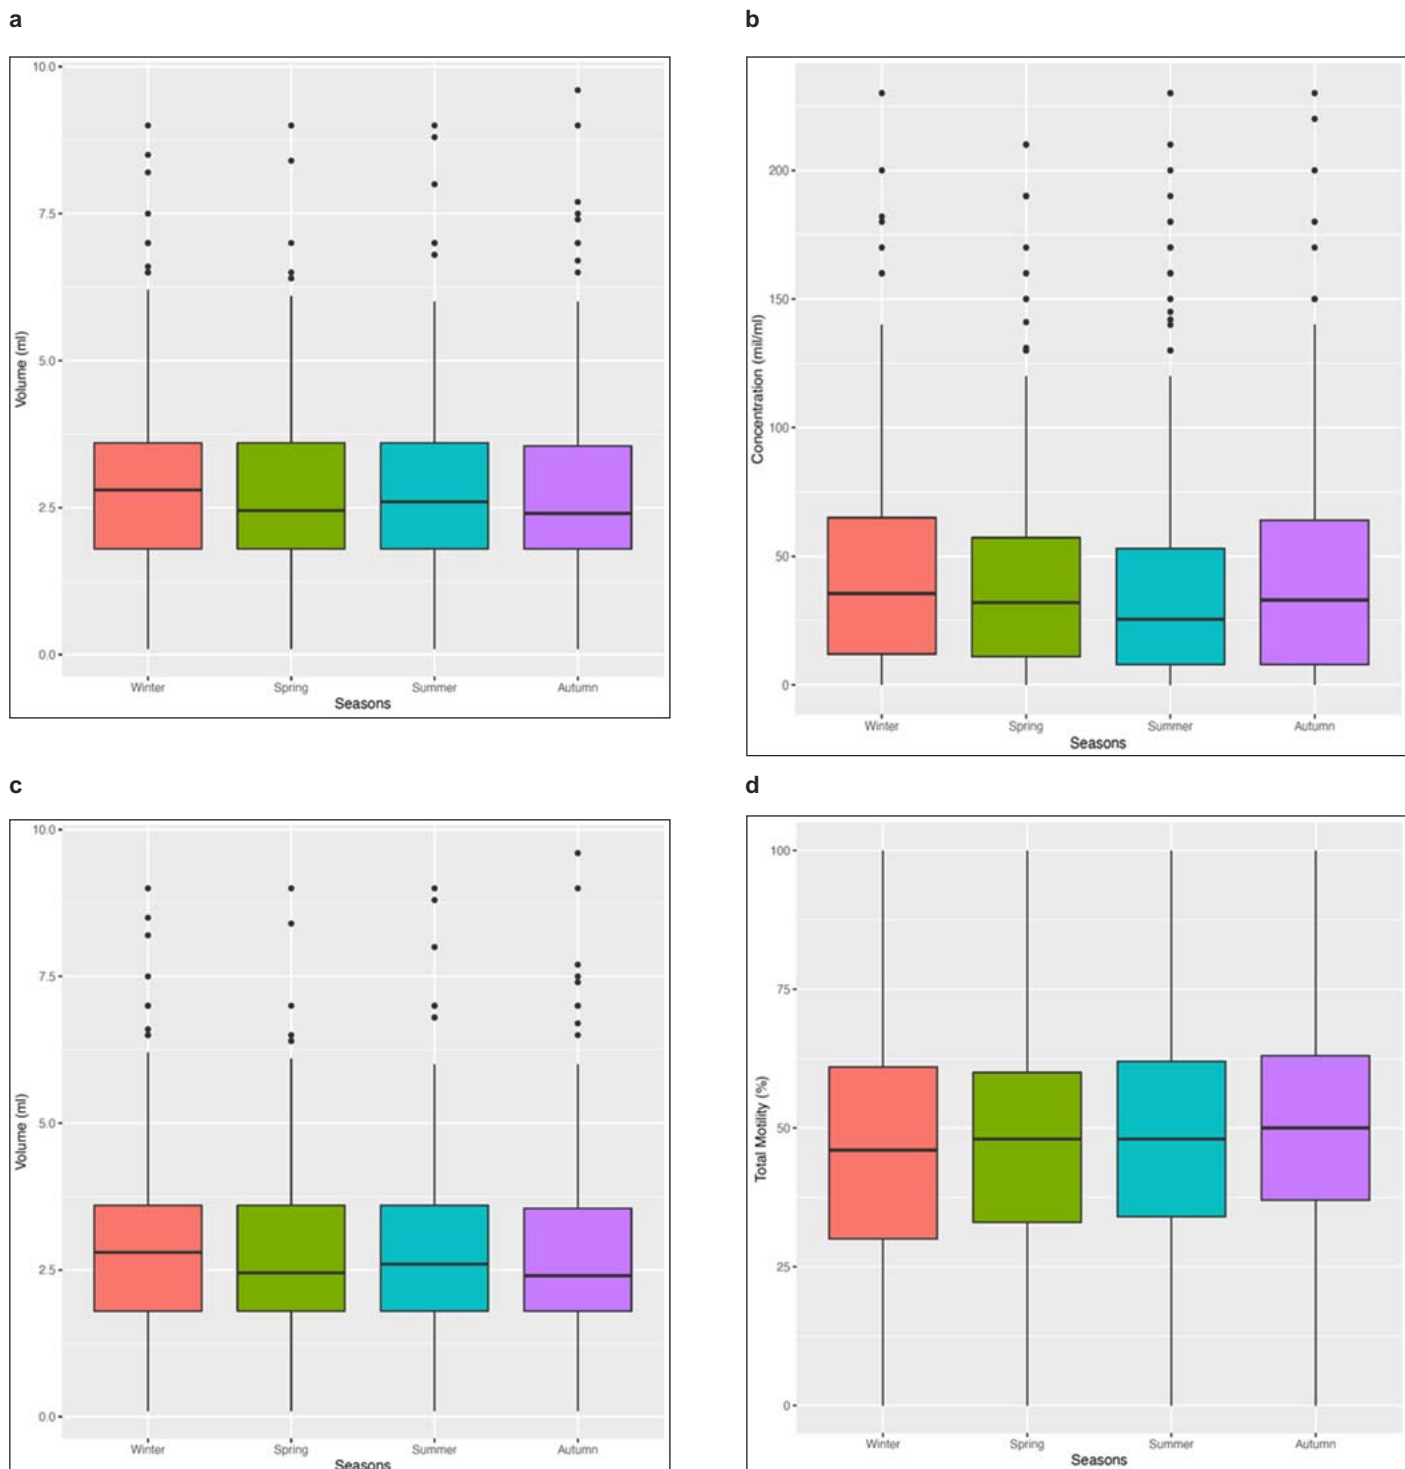 a
b
10.0
7.5
5.0
2.5
0.0
Volume (ml)
Winter Spring Summer Autumn
Seasons
200
150
100
50
0
Concentration (mil/ml)
Winter Spring Summer Autumn
Seasons
c
d
10.0
7.5
5.0
2.5
0.0
Volume (ml)
Winter Spring Summer Autumn
Seasons
100
75
50
25
0
Total Motility (%)
Winter Spring Summer Autumn
Seasons